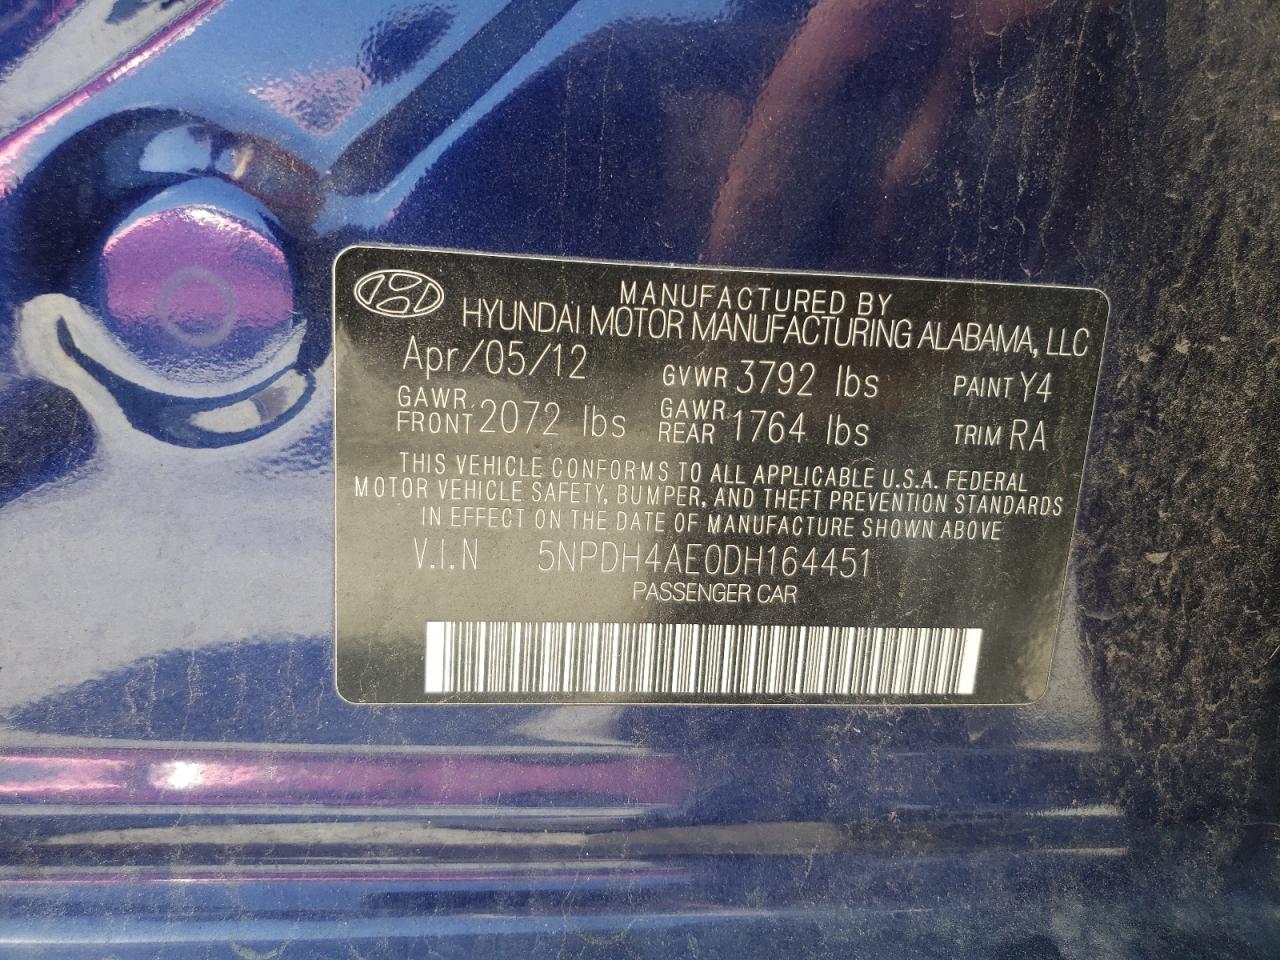 MANUFACTURED BY
HYUNDAI MOTOR MANUFACTURING ALABAMA, LLC
Apr/05/12 GVWR 3792 lbs PAINT Y4
GAWR FRONT 2072 lbs GAWR REAR 1764 lbs TRIM RA
THIS VEHICLE CONFORMS TO ALL APPLICABLE U.S.A. FEDERAL
MOTOR VEHICLE SAFETY, BUMPER, AND THEFT PREVENTION STANDARDS
IN EFFECT ON THE DATE OF MANUFACTURE SHOWN ABOVE
V.I.N 5NPDH4AE0DH164451
PASSENGER CAR